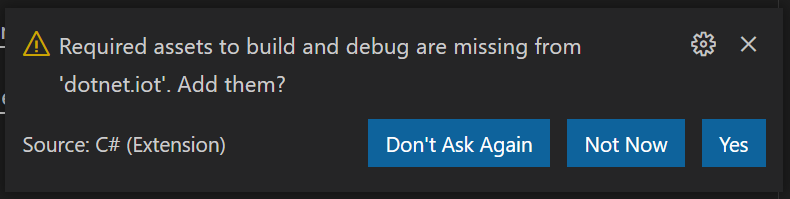 Required assets to build and debug are missing from
'dotnet.iot'. Add them?
Source: C# (Extension)
Don't Ask Again
Not Now
Yes